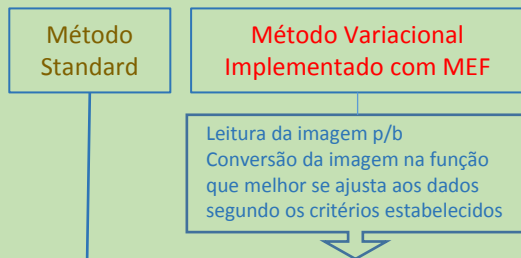 Método
Standard
Método Variacional
Implementado com MEF
Leitura da imagem p/b
Conversão da imagem na função
que melhor se ajusta aos dados
segundo os critérios estabelecidos